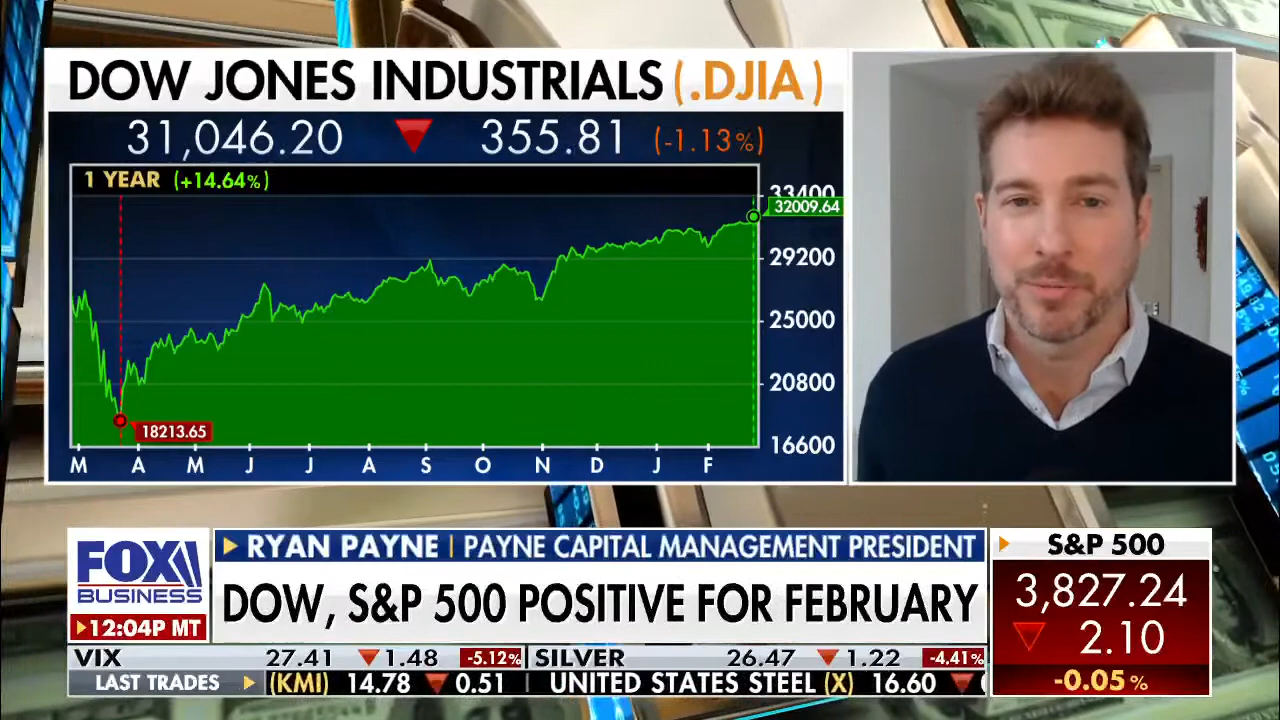 DOW JONES INDUSTRIALS (.DJIA)
31,046.20 ▼ 355.81 (-1.13%)
1 YEAR (+14.64%)
33400
32009.64
29200
25000
20800
18213.65
16600
M A M J J A S O N D J F
FOX
BUSINESS
12:04P MT
RYAN PAYNE | PAYNE CAPITAL MANAGEMENT PRESIDENT
DOW, S&P 500 POSITIVE FOR FEBRUARY
S&P 500
3,827.24
▼ 2.10
-0.05%
VIX 27.41 ▼ 1.48 -5.12% SILVER 26.47 ▼ 1.22 -4.41%
LAST TRADES (KMI) 14.78 ▼ 0.51 | UNITED STATES STEEL (X) 16.60 ▼